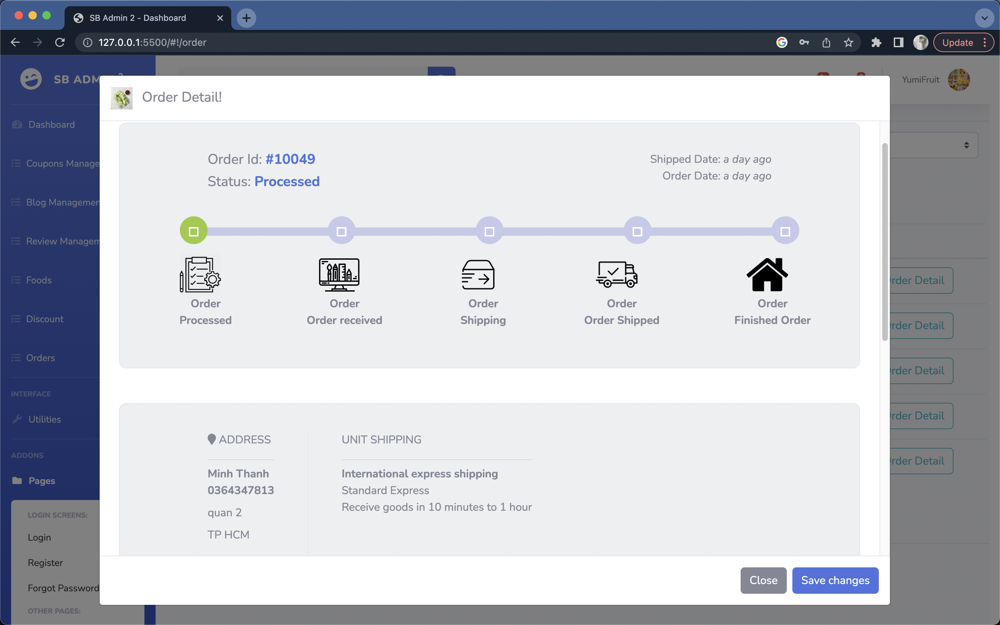 SB Admin 2 - Dashboard
127.0.0.1:5500/#!/order
Update
SB ADM
YumiFruit
Dashboard
Coupons Manage
Blog Managemen
Review Managem
Foods
Discount
Orders
INTERFACE
Utilities
ADDONS
Pages
LOGIN SCREENS:
Login
Register
Forgot Password
OTHER PAGES:
Order Detail!
Order Id: #10049
Status: Processed
Shipped Date: a day ago
Order Date: a day ago
Order
Processed
Order
Order received
Order
Shipping
Order
Order Shipped
Order
Finished Order
ADDRESS
Minh Thanh
0364347813
quan 2
TP HCM
UNIT SHIPPING
International express shipping
Standard Express
Receive goods in 10 minutes to 1 hour
rder Detail
rder Detail
rder Detail
rder Detail
rder Detail
Close
Save changes